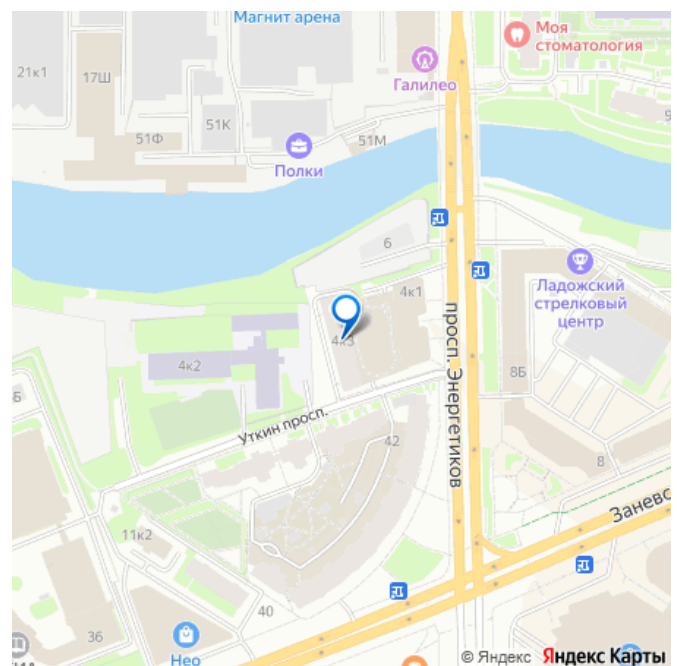 Магнит арена
Моя
стоматология
21к1
17Ш
Галилео
51К
51Ф
51М
Полки
9
6
Ладожский
стрелковый
центр
4к1
4к3
просп. Энергетиков
4к2
8Б
Б
Уткин просп.
42
8
Заневс
11к2
40
36
Нео
© Яндекс Яндекс Карты